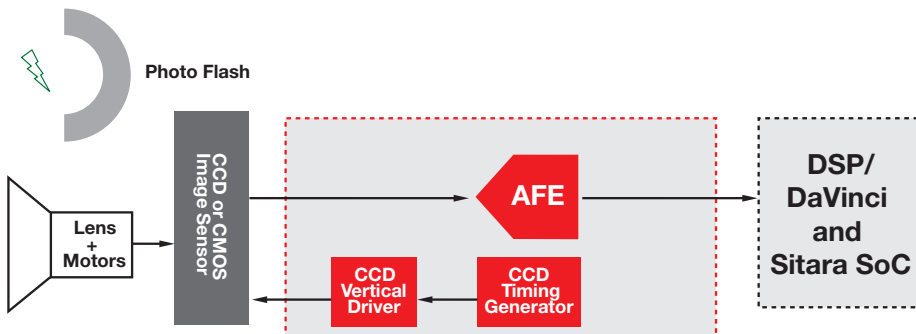 Photo Flash
Lens
+
Motors
CCD or CMOS
Image Sensor
AFE
CCD
Vertical
Driver
CCD
Timing
Generator
DSP/
DaVinci
and
Sitara SoC